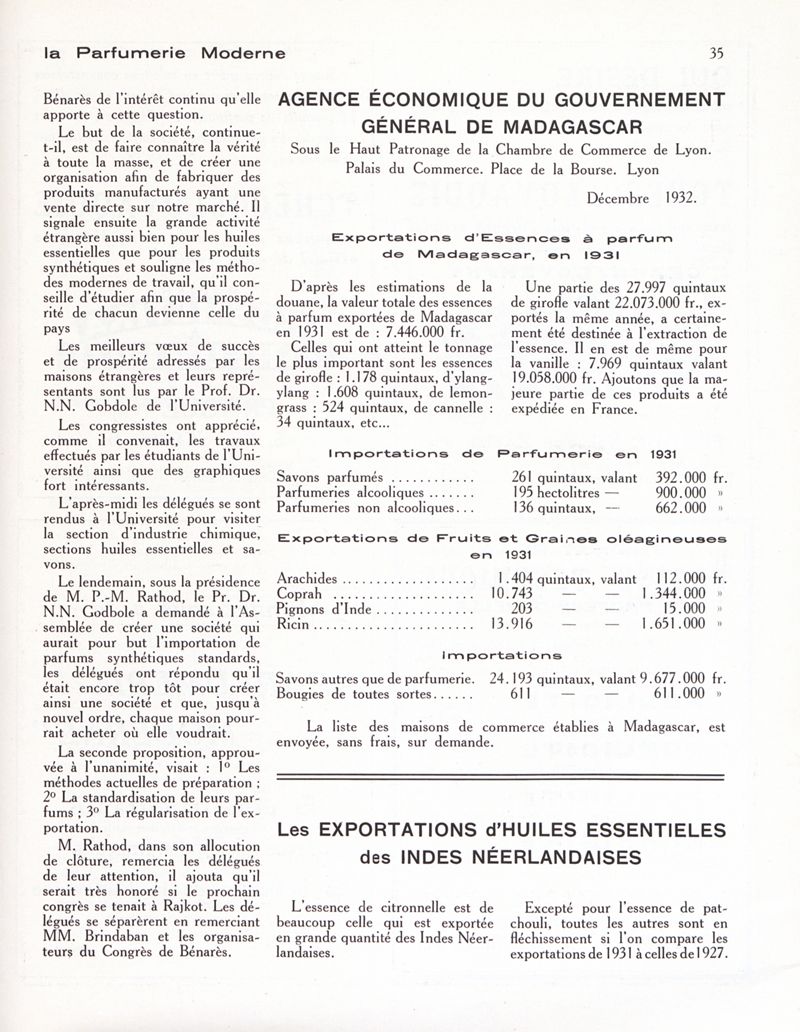 la Parfumerie Moderne 35
Bénarès de l'intérêt continu qu'elle
apporte à cette question.
Le but de la société, continue-
t-il, est de faire connaître la vérité
à toute la masse, et de créer une
organisation afin de fabriquer des
produits manufacturés ayant une
vente directe sur notre marché. Il
signale ensuite la grande activité
étrangère aussi bien pour les huiles
essentielles que pour les produits
synthétiques et souligne les métho-
des modernes de travail, qu'il con-
seille d'étudier afin que la prospé-
rité de chacun devienne celle du
pays
Les meilleurs vœux de succès
et de prospérité adressés par les
maisons étrangères et leurs repré-
sentants sont lus par le Prof. Dr.
N.N. Gobdole de l'Université.
Les congressistes ont apprécié,
comme il convenait, les travaux
effectués par les étudiants de l'Uni-
versité ainsi que des graphiques
fort intéressants.
L'après-midi les délégués se sont
rendus à l'Université pour visiter
la section d'industrie chimique,
sections huiles essentielles et sa-
vons.
Le lendemain, sous la présidence
de M. P.-M. Rathod, le Pr. Dr.
N.N. Godbole a demandé à l'As-
semblée de créer une société qui
aurait pour but l'importation de
parfums synthétiques standards,
les délégués ont répondu qu'il
était encore trop tôt pour créer
ainsi une société et que, jusqu'à
nouvel ordre, chaque maison pour-
rait acheter où elle voudrait.
La seconde proposition, approu-
vée à l'unanimité, visait : 1º Les
méthodes actuelles de préparation ;
2º La standardisation de leurs par-
fums ; 3º La régularisation de l'ex-
portation.
M. Rathod, dans son allocution
de clôture, remercia les délégués
de leur attention, il ajouta qu'il
serait très honoré si le prochain
congrès se tenait à Rajkot. Les dé-
légués se séparèrent en remerciant
MM. Brindaban et les organisa-
teurs du Congrès de Bénarès.
AGENCE ÉCONOMIQUE DU GOUVERNEMENT
GÉNÉRAL DE MADAGASCAR
Sous le Haut Patronage de la Chambre de Commerce de Lyon.
Palais du Commerce. Place de la Bourse. Lyon
Décembre 1932.
Exportations d'Essences à parfum
de Madagascar, en 1931
D'après les estimations de la
douane, la valeur totale des essences
à parfum exportées de Madagascar
en 1931 est de : 7.446.000 fr.
Celles qui ont atteint le tonnage
le plus important sont les essences
de girofle : 1.178 quintaux, d'ylang-
ylang : 1.608 quintaux, de lemon-
grass : 524 quintaux, de cannelle :
34 quintaux, etc...
Une partie des 27.997 quintaux
de girofle valant 22.073.000 fr., ex-
portés la même année, a certaine-
ment été destinée à l'extraction de
l'essence. Il en est de même pour
la vanille : 7.969 quintaux valant
19.058.000 fr. Ajoutons que la ma-
jeure partie de ces produits a été
expédiée en France.
Importations de Parfumerie en 1931
Savons parfumés ............ 261 quintaux, valant 392.000 fr.
Parfumeries alcooliques ....... 195 hectolitres — 900.000 »
Parfumeries non alcooliques... 136 quintaux, — 662.000 »
Exportations de Fruits et Graines oléagineuses
en 1931
Arachides ................... 1.404 quintaux, valant 112.000 fr.
Coprah .................... 10.743 — — 1.344.000 »
Pignons d'Inde .............. 203 — — 15.000 »
Ricin ....................... 13.916 — — 1.651.000 »
Importations
Savons autres que de parfumerie. 24.193 quintaux, valant 9.677.000 fr.
Bougies de toutes sortes...... 611 — — 611.000 »
La liste des maisons de commerce établies à Madagascar, est
envoyée, sans frais, sur demande.
Les EXPORTATIONS d'HUILES ESSENTIELES
des INDES NÉERLANDAISES
L'essence de citronnelle est de
beaucoup celle qui est exportée
en grande quantité des Indes Néer-
landaises.
Excepté pour l'essence de pat-
chouli, toutes les autres sont en
fléchissement si l'on compare les
exportations de 1931 à celles de 1927.